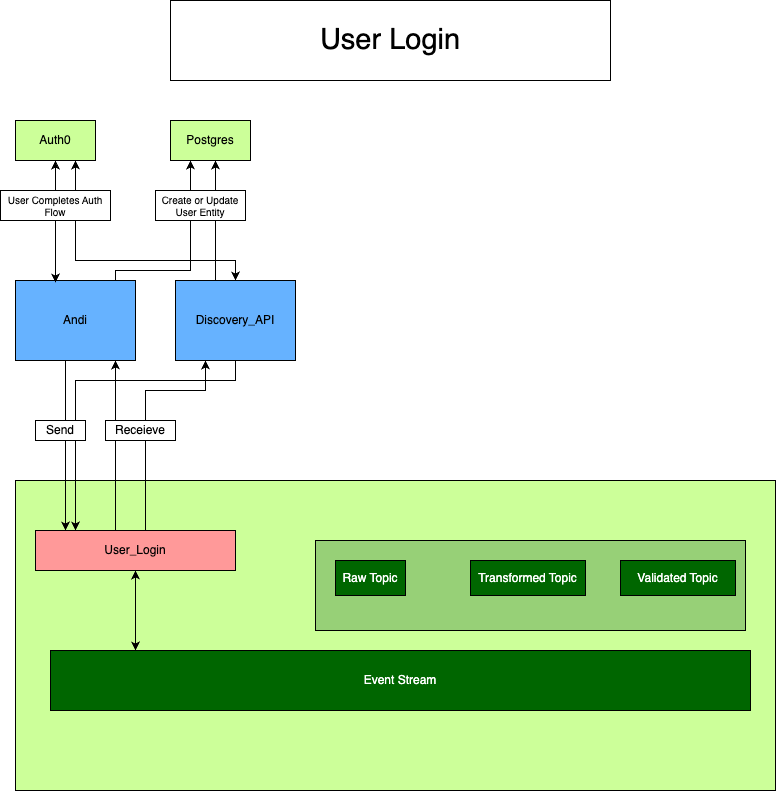 User Login
Auth0
Postgres
User Completes Auth
Flow
Create or Update
User Entity
Andi
Discovery_API
Send
Receieve
User_Login
Raw Topic
Transformed Topic
Validated Topic
Event Stream